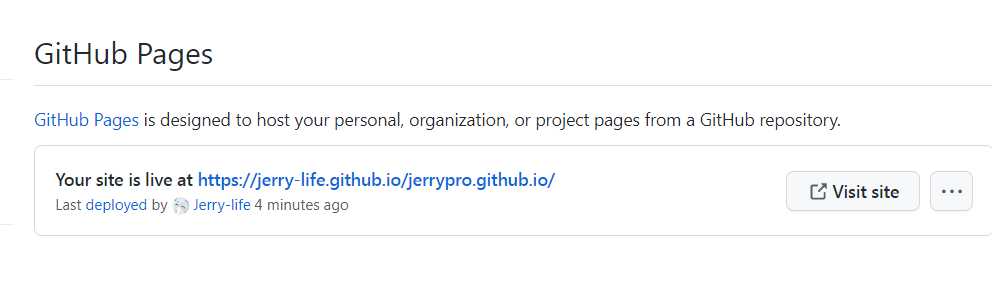 GitHub Pages
GitHub Pages is designed to host your personal, organization, or project pages from a GitHub repository.
Your site is live at https://jerry-life.github.io/jerrypro.github.io/
Last deployed by Jerry-life 4 minutes ago
Visit site